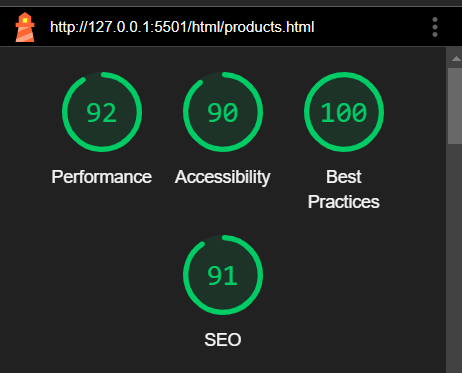 http://127.0.0.1:5501/html/products.html
92
90
100
Performance
Accessibility
Best
Practices
91
SEO